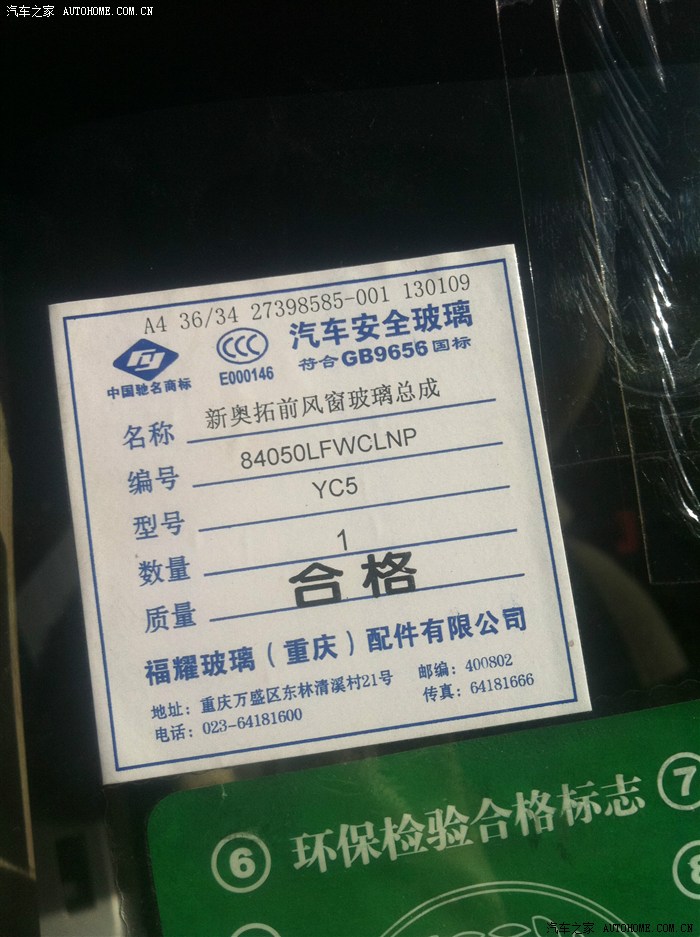 汽车之家 AUTOHOME.COM.CN
A4 36/34 27398585-001 130109
中国驰名商标
E000146
汽车安全玻璃
符合GB9656国标
名称 新奥拓前风窗玻璃总成
编号 84050LFWCLNP
型号 YC5
数量 1
质量 合格
福耀玻璃（重庆）配件有限公司
地址：重庆万盛区东林清溪村21号 邮编：400802
电话：023-64181600 传真：64181666
⑥ 环保检验合格标志 ⑦
汽车之家 AUTOHOME.COM.CN